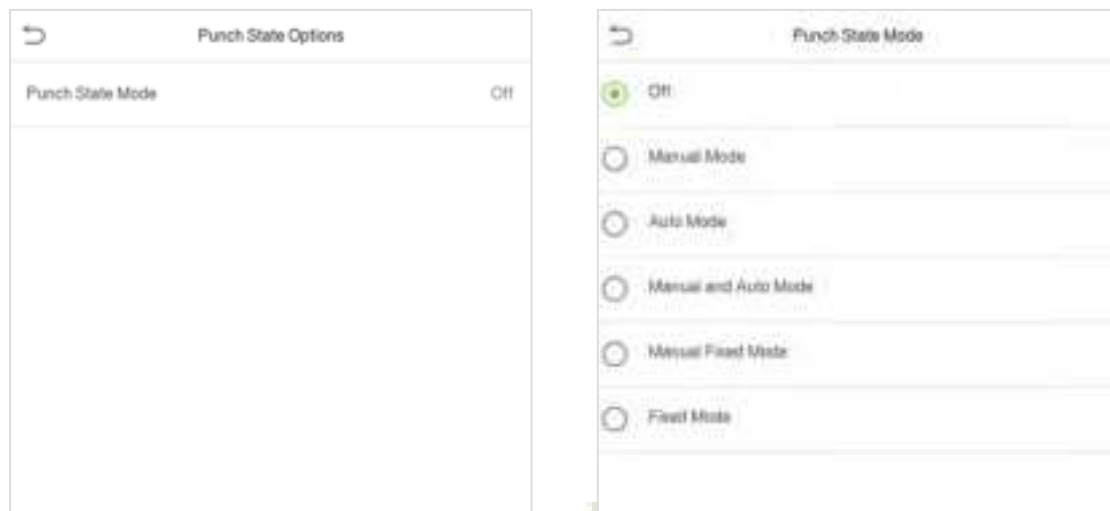 Punch State Options
Punch State Mode Off
Punch State Mode
Off
Manual Mode
Auto Mode
Manual and Auto Mode
Manual Fixed Mode
Fixed Mode